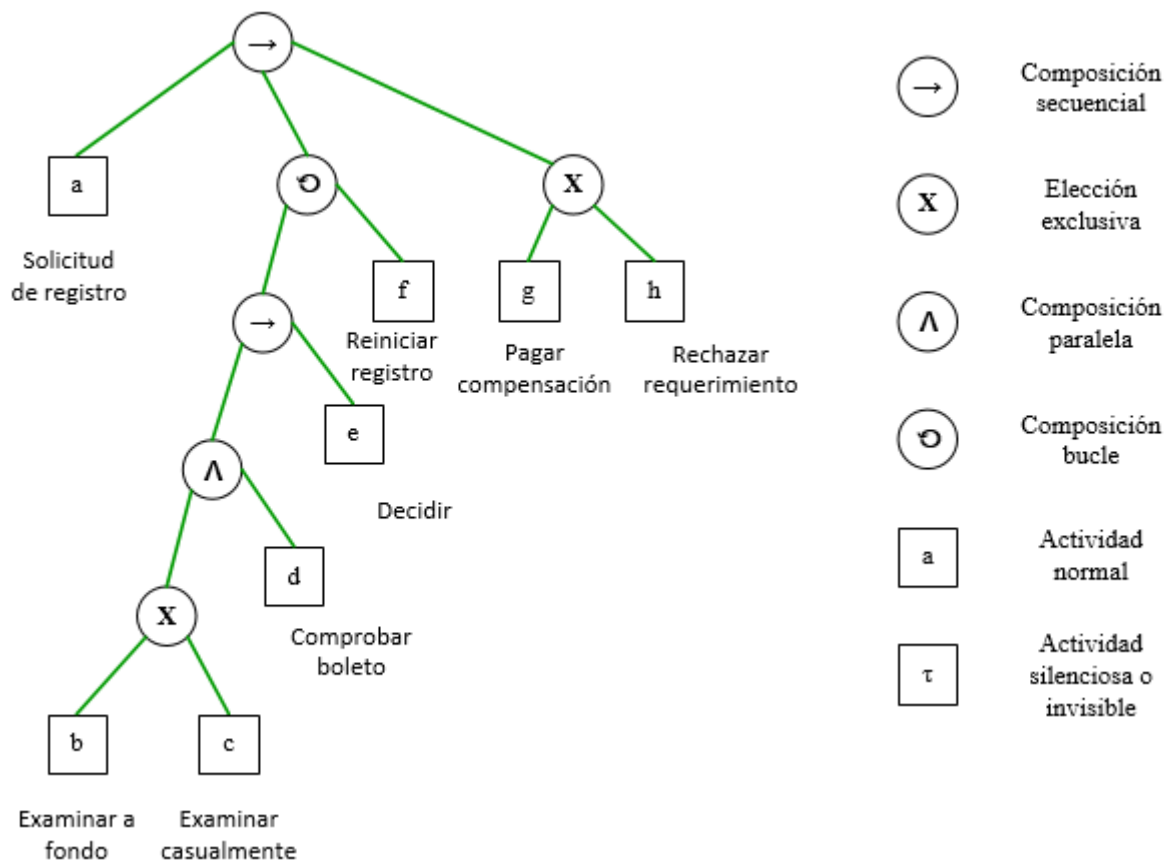 →
a
Solicitud
de registro
⟲
X
f
Reiniciar
registro
g
Pagar
compensación
h
Rechazar
requerimiento
→
e
Decidir
Λ
d
Comprobar
boleto
X
b
Examinar a
fondo
c
Examinar
casualmente
→
Composición
secuencial
X
Elección
exclusiva
Λ
Composición
paralela
⟲
Composición
bucle
a
Actividad
normal
τ
Actividad
silenciosa o
invisible